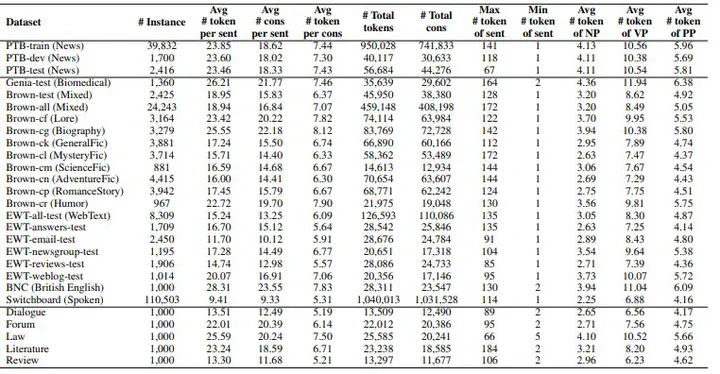 Dataset # Instance Avg # token per sent Avg # cons per sent Avg # token per cons # Total tokens # Total cons Max # token of sent Min # token of sent Avg # token of NP Avg # token of VP Avg # token of PP
PTB-train (News) 39,832 23.85 18.62 7.44 950,028 741,833 141 1 4.13 10.56 5.96
PTB-dev (News) 1,700 23.60 18.02 7.30 40,117 30,633 118 1 4.11 10.38 5.69
PTB-test (News) 2,416 23.46 18.33 7.43 56,684 44,276 67 1 4.11 10.54 5.81
Genia-test (Biomedical) 1,360 26.21 21.77 7.46 35,639 29,602 164 2 4.36 11.94 6.38
Brown-test (Mixed) 2,425 18.95 15.83 6.37 45,950 38,380 128 1 3.20 8.62 4.92
Brown-all (Mixed) 24,243 18.94 16.84 7.07 459,148 408,198 172 1 3.20 8.49 5.05
Brown-cf (Lore) 3,164 23.42 20.22 7.82 74,114 63,984 122 1 3.70 9.95 5.53
Brown-cg (Biography) 3,279 25.55 22.18 8.12 83,769 72,728 142 1 3.94 10.38 5.80
Brown-ck (GeneralFic) 3,881 17.24 15.50 6.74 66,890 60,166 112 1 2.95 7.89 4.74
Brown-cl (MysteryFic) 3,714 15.71 14.40 6.33 58,362 53,489 172 1 2.63 7.47 4.37
Brown-cm (ScienceFic) 881 16.59 14.68 6.67 14,613 12,934 144 1 3.06 7.67 4.54
Brown-cn (AdventureFic) 4,415 16.00 14.41 6.30 70,654 63,607 144 1 2.69 7.29 4.43
Brown-cp (RomanceStory) 3,942 17.45 15.79 6.67 68,771 62,242 124 1 2.75 7.75 4.51
Brown-cr (Humor) 967 22.72 19.70 7.90 21,975 19,048 130 1 3.56 9.81 5.75
EWT-all-test (WebText) 8,309 15.24 13.25 6.09 126,593 110,086 135 1 3.05 8.30 4.87
EWT-answers-test 1,709 16.70 15.12 5.64 28,542 25,846 135 1 2.63 7.25 4.14
EWT-email-test 2,450 11.70 10.12 5.91 28,676 24,784 91 1 2.89 8.43 4.80
EWT-newsgroup-test 1,195 17.28 14.49 6.77 20,651 17,318 104 1 3.54 9.64 5.38
EWT-reviews-test 1,906 14.74 12.98 5.57 28,086 24,733 85 1 2.71 7.39 4.36
EWT-weblog-test 1,014 20.07 16.91 7.06 20,356 17,146 95 1 3.73 10.07 5.72
BNC (British English) 1,000 28.31 23.55 7.83 28,311 23,547 130 2 3.94 11.04 6.09
Switchboard (Spoken) 110,503 9.41 9.33 5.31 1,040,013 1,031,528 114 1 2.25 6.88 4.16
Dialogue 1,000 13.51 12.49 5.19 13,509 12,490 89 2 2.65 6.56 4.17
Forum 1,000 22.01 20.39 6.14 22,012 20,386 95 2 2.71 7.56 4.75
Law 1,000 25.59 20.24 7.50 25,585 20,241 66 5 4.10 10.52 5.66
Literature 1,000 23.24 18.59 6.71 23,238 18,585 184 2 3.21 8.20 4.93
Review 1,000 13.30 11.68 5.21 13,297 11,677 106 2 2.96 6.23 4.62